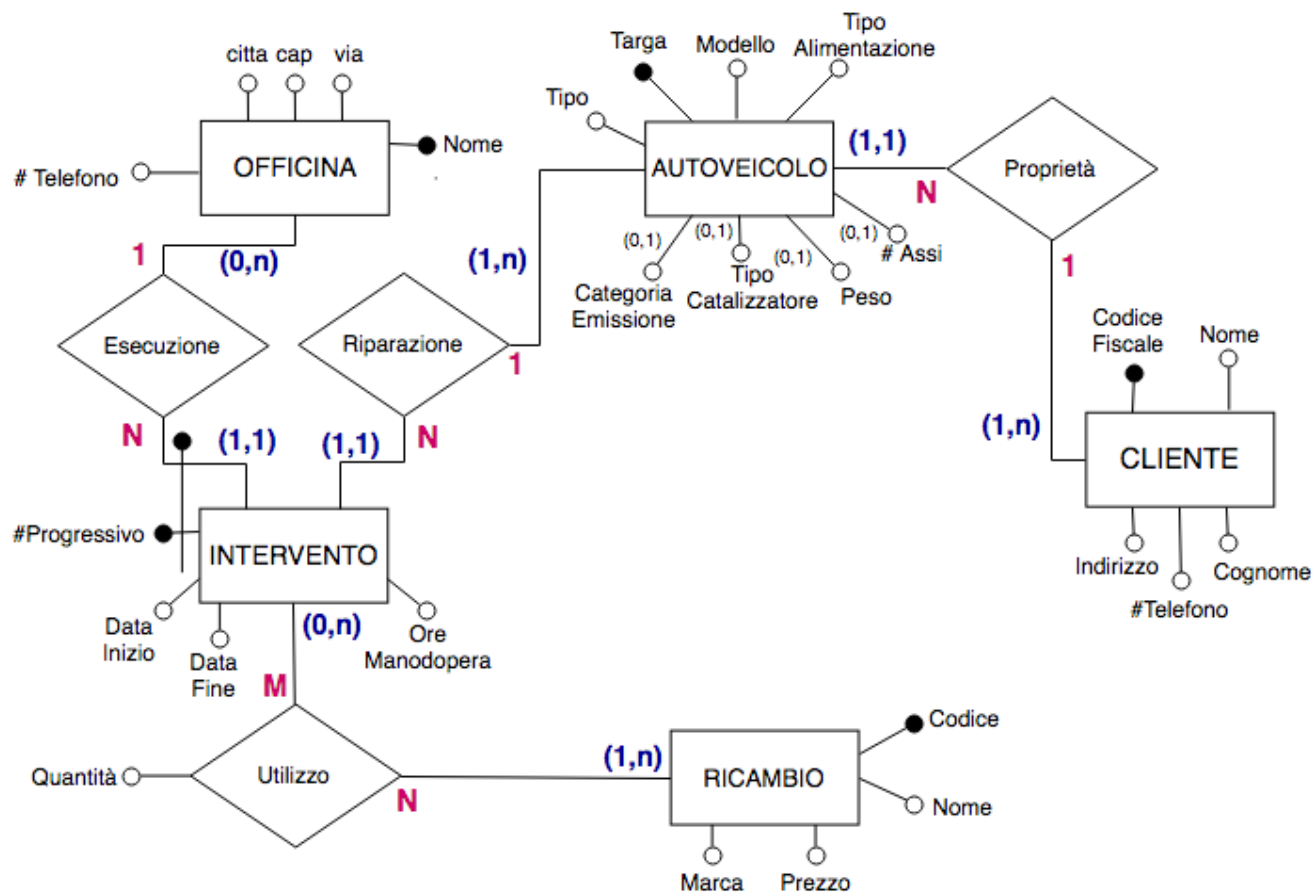 citta cap via
# Telefono
OFFICINA
Nome
Targa
Modello
Tipo
Alimentazione
Tipo
AUTOVEICOLO
(1,1)
N
Proprietà
(0,1)
(0,1)
(0,1)
(0,1)
# Assi
Categoria
Emissione
Tipo
Catalizzatore
Peso
1
(0,n)
(1,n)
1
Esecuzione
Riparazione
1
Codice
Fiscale
Nome
N
(1,1)
(1,1)
N
(1,n)
CLIENTE
#Progressivo
INTERVENTO
Indirizzo
#Telefono
Cognome
Data
Inizio
Data
Fine
(0,n)
Ore
Manodopera
M
Quantità
Utilizzo
N
(1,n)
RICAMBIO
Codice
Nome
Marca
Prezzo